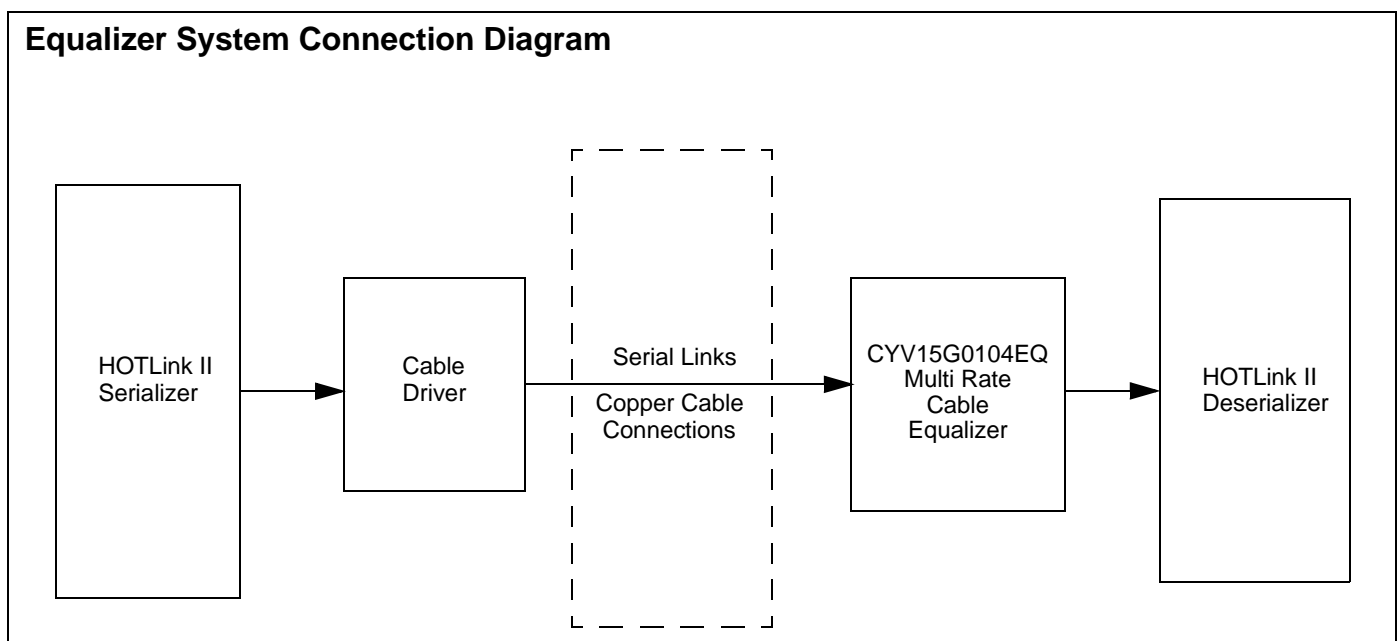 Equalizer System Connection Diagram
HOTLink II
Serializer
Cable
Driver
Serial Links
Copper Cable
Connections
CYV15G0104EQ
Multi Rate
Cable
Equalizer
HOTLink II
Deserializer